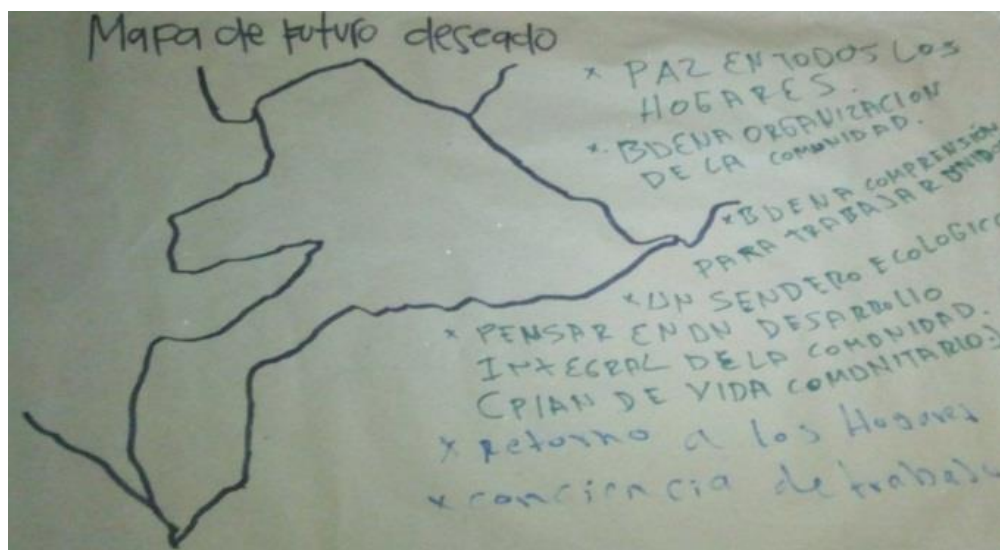 Mapa de futuro deseado
* PAZ EN TODOS LOS
HOGARES.
* BUENA ORGANIZACION
DE LA COMUNIDAD.
* BUENA COMPRENSIÓN
PARA TRABAJAR UNIDOS
* UN SENDERO ECOLOGICO
* PENSAR EN UN DESARROLLO
INTEGRAL DE LA COMUNIDAD.
(PLAN DE VIDA COMUNITARIO)
* retorno a los Hogares
* conciencia de trabajo